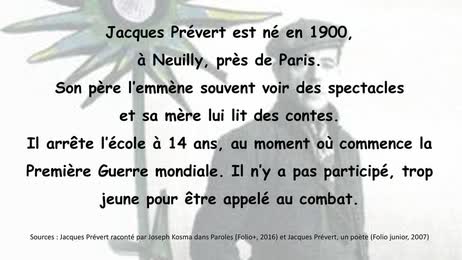 Jacques Prévert est né en 1900,
à Neuilly, près de Paris.
Son père l’emmène souvent voir des spectacles
et sa mère lui lit des contes.
Il arrête l’école à 14 ans, au moment où commence la
Première Guerre mondiale. Il n’y a pas participé, trop
jeune pour être appelé au combat.
Sources : Jacques Prévert raconté par Joseph Kosma dans Paroles (Folio+, 2016) et Jacques Prévert, un poète (Folio junior, 2007)